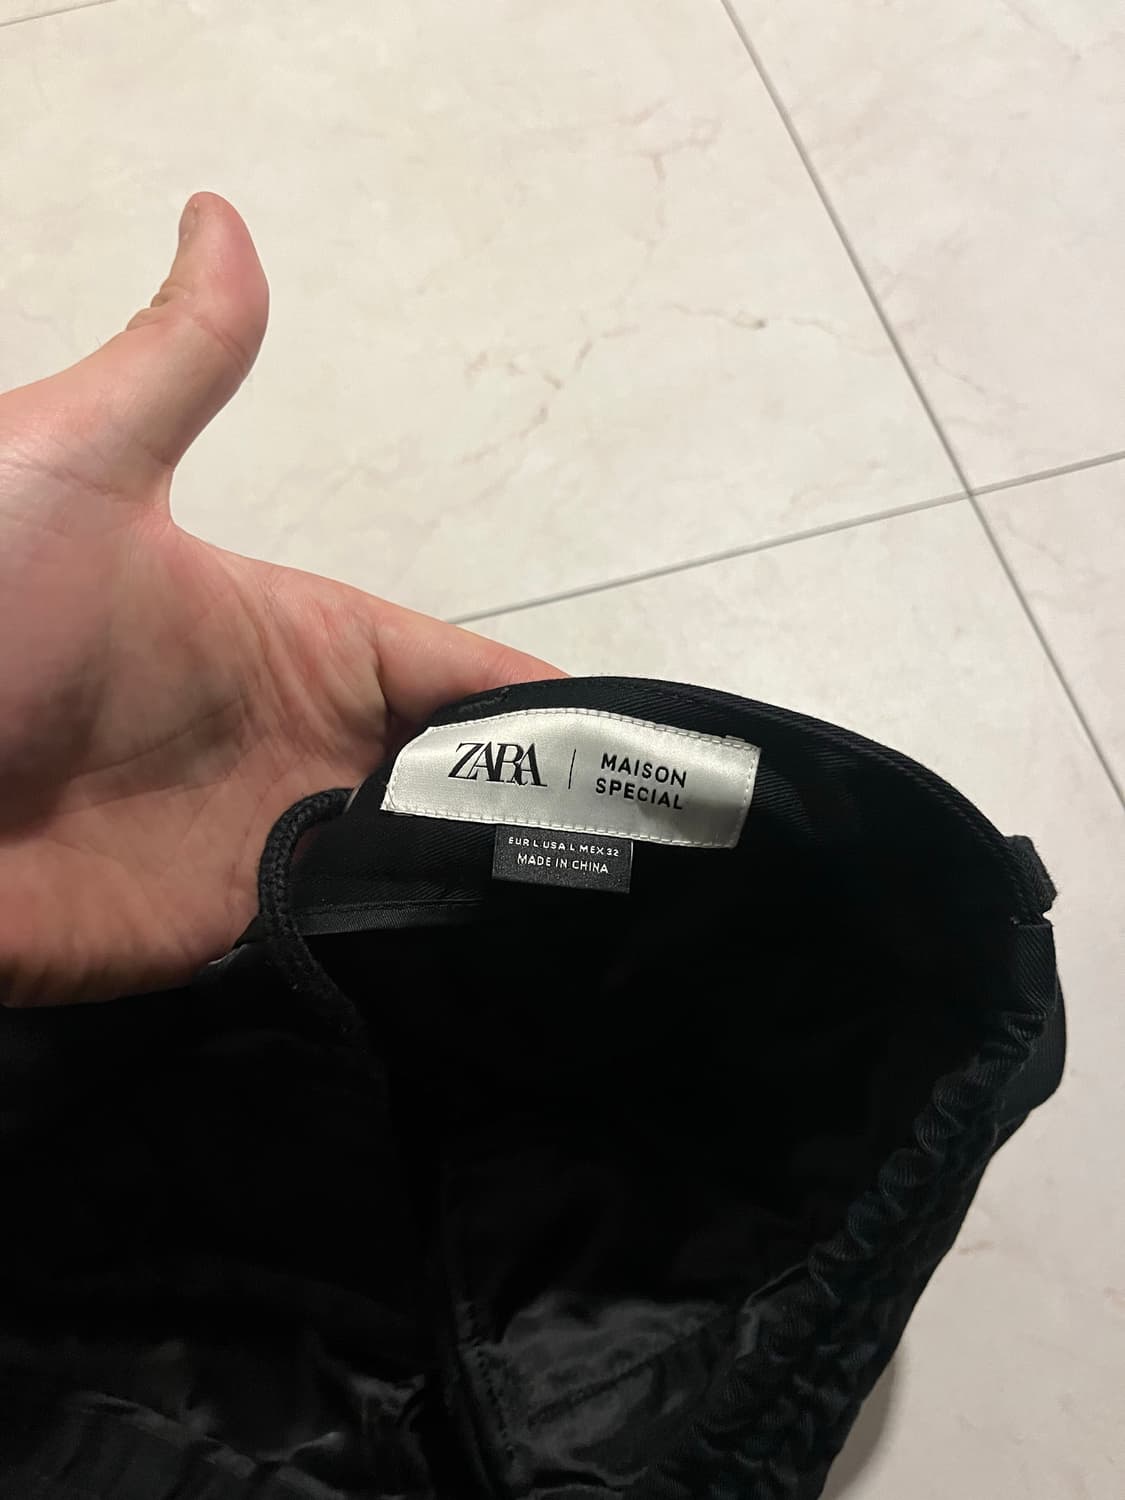 ZARA | MAISON SPECIAL
EUR L USA L MEX 32
MADE IN CHINA